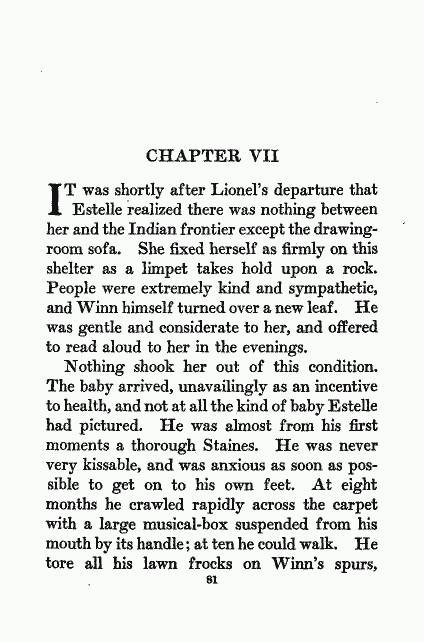 CHAPTER VII
IT was shortly after Lionel's departure that
Estelle realized there was nothing between
her and the Indian frontier except the drawing-
room sofa. She fixed herself as firmly on this
shelter as a limpet takes hold upon a rock.
People were extremely kind and sympathetic,
and Winn himself turned over a new leaf. He
was gentle and considerate to her, and offered
to read aloud to her in the evenings.
Nothing shook her out of this condition.
The baby arrived, unavailingly as an incentive
to health, and not at all the kind of baby Estelle
had pictured. He was almost from his first
moments a thorough Staines. He was never
very kissable, and was anxious as soon as pos-
sible to get on to his own feet. At eight
months he crawled rapidly across the carpet
with a large musical-box suspended from his
mouth by its handle; at ten he could walk. He
tore all his lawn frocks on Winn's spurs,
81